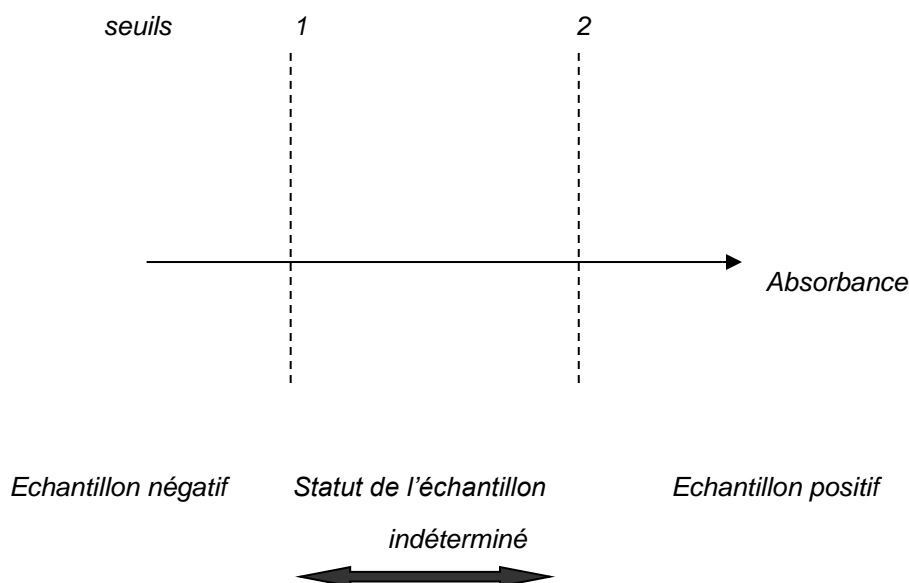 seuils 1 2
Absorbance
Echantillon négatif Statut de l’échantillon Echantillon positif
indéterminé